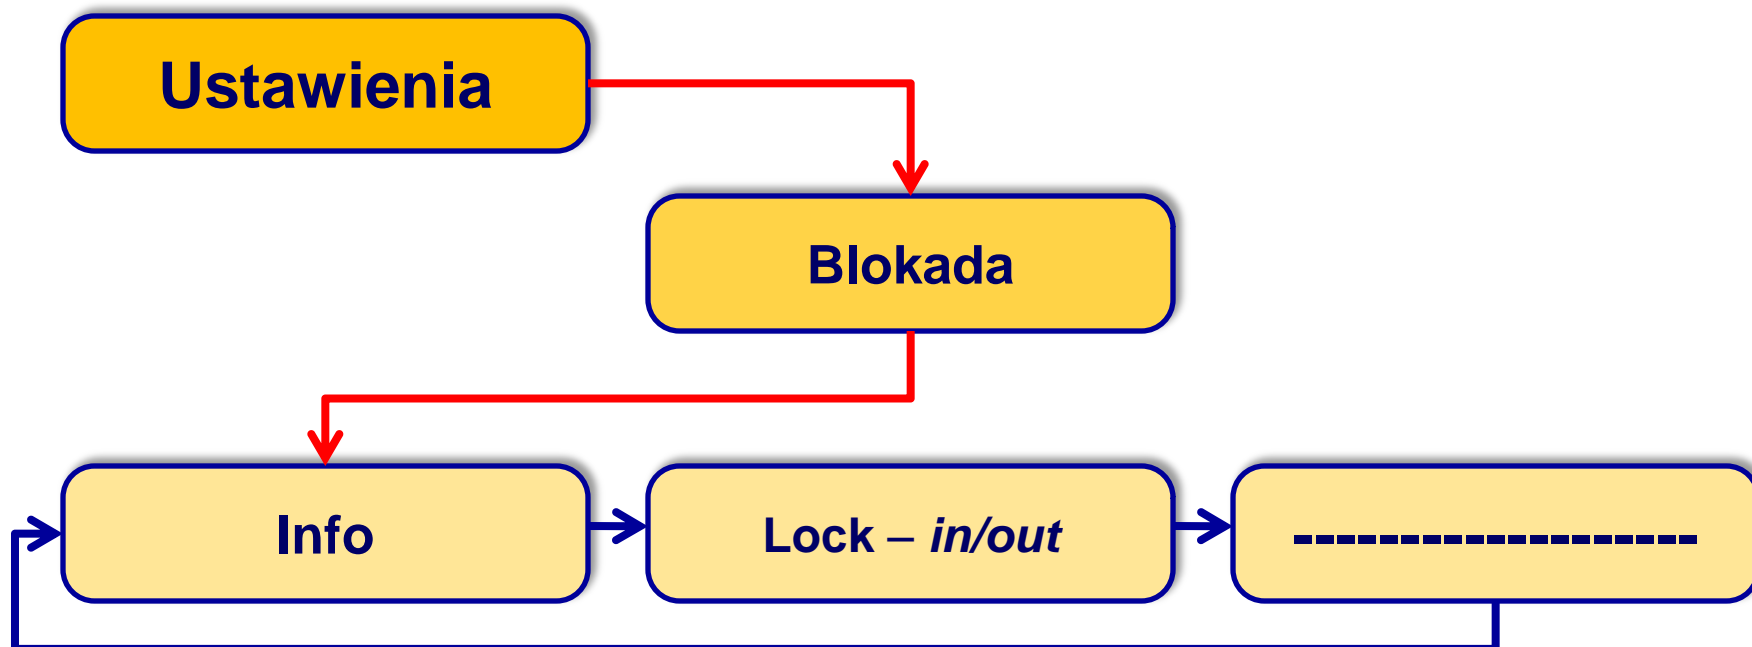 Ustawienia
Blokada
Info
Lock – in/out
-------------------